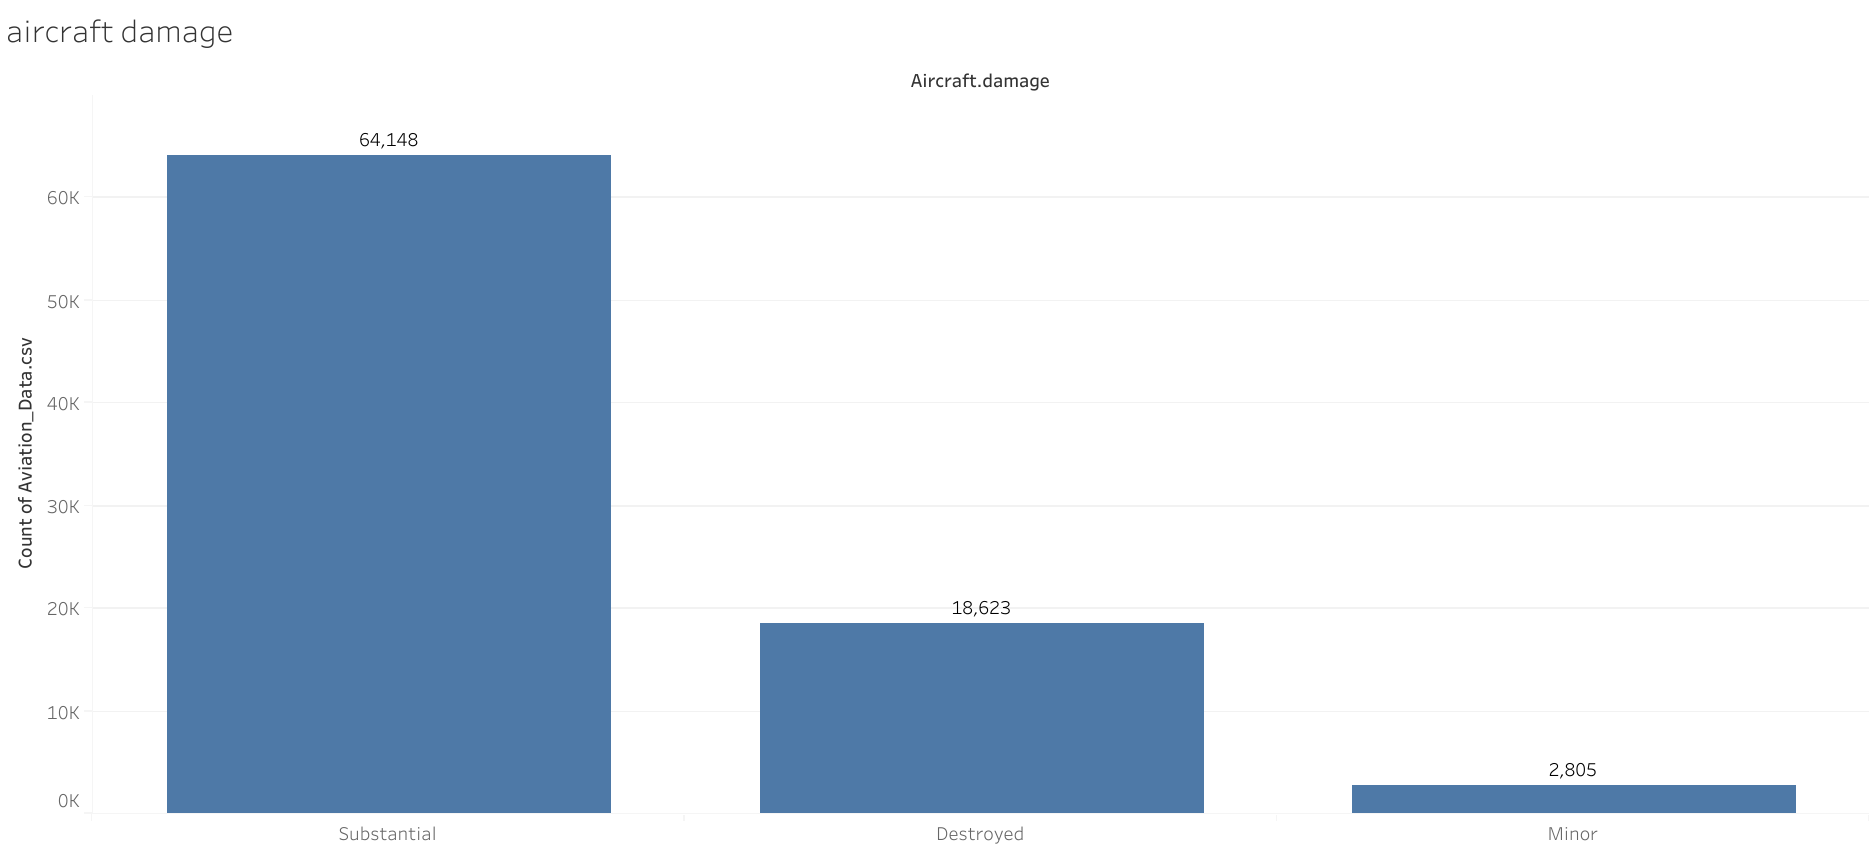 aircraft damage
Aircraft.damage
Count of Aviation_Data.csv
60K
50K
40K
30K
20K
10K
0K
64,148
18,623
2,805
Substantial
Destroyed
Minor